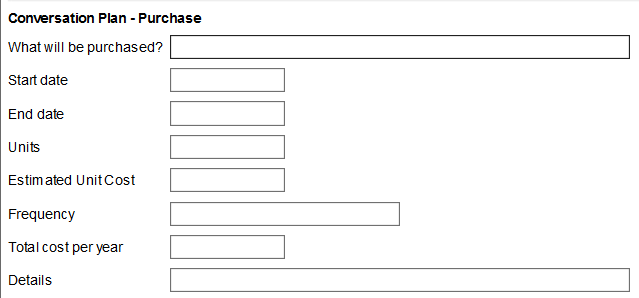 Conversation Plan - Purchase
What will be purchased?
Start date
End date
Units
Estimated Unit Cost
Frequency
Total cost per year
Details